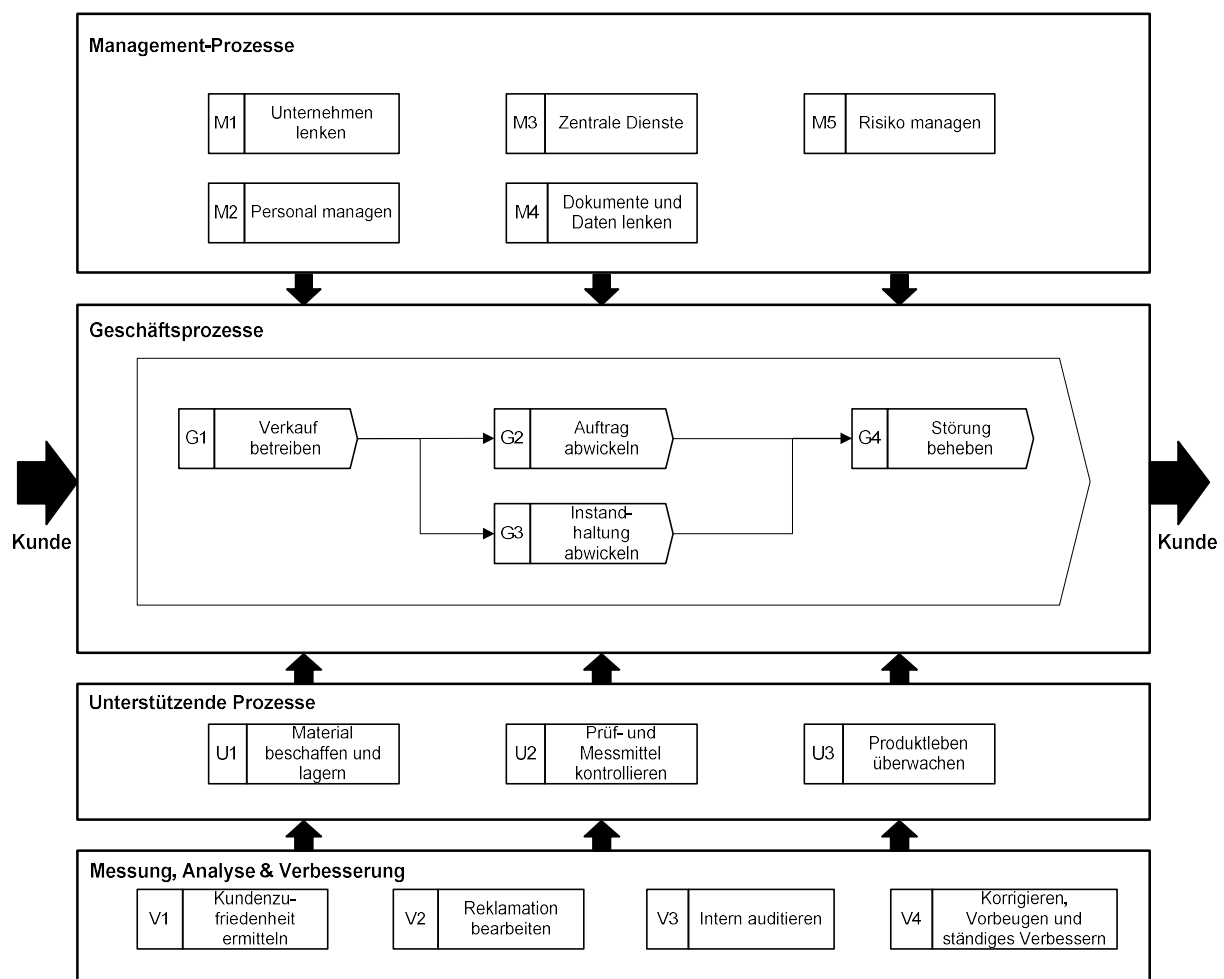 Management-Prozesse
M1
Unternehmen
lenken
M3
Zentrale Dienste
M5
Risiko managen
M2
Personal managen
M4
Dokumente und
Daten lenken
Geschäftsprozesse
G1
Verkauf
betreiben
G2
Auftrag
abwickeln
G4
Störung
beheben
G3
Instand-
haltung
abwickeln
Kunde
Kunde
Unterstützende Prozesse
U1
Material
beschaffen und
lagern
U2
Prüf- und
Messmittel
kontrollieren
U3
Produktleben
überwachen
Messung, Analyse & Verbesserung
V1
Kundenzu-
friedenheit
ermitteln
V2
Reklamation
bearbeiten
V3
Intern auditieren
V4
Korrigieren,
Vorbeugen und
ständiges Verbessern